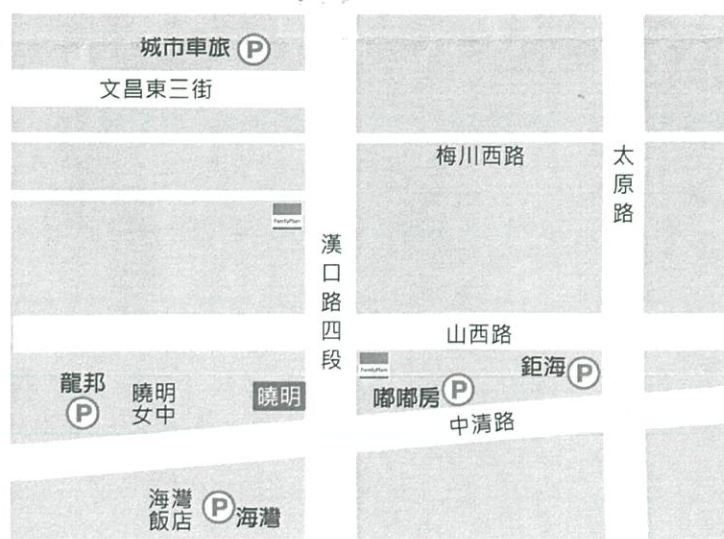 城市車旅 P
文昌東三街
梅川西路
太原路
FamilyMart
漢口路四段
山西路
FamilyMart
鉅海 P
龍邦
P
曉明
女中
曉明
嘟嘟房 P
中清路
海灣
飯店
P 海灣